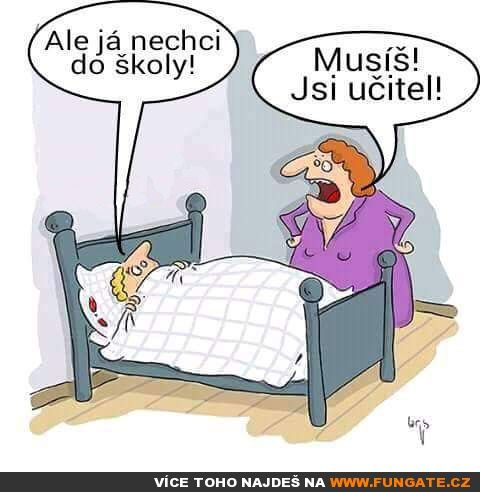 Ale já nechci
do školy!
Musíš!
Jsi učitel!
VÍCE TOHO NAJDEŠ NA WWW.FUNGATE.CZ